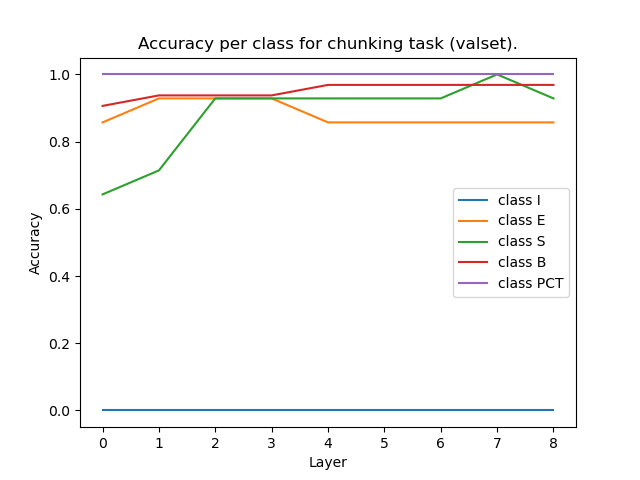 Accuracy per class for chunking task (valset).
1.0
0.8
0.6
0.4
0.2
0.0
Accuracy
class I
class E
class S
class B
class PCT
0 1 2 3 4 5 6 7 8
Layer